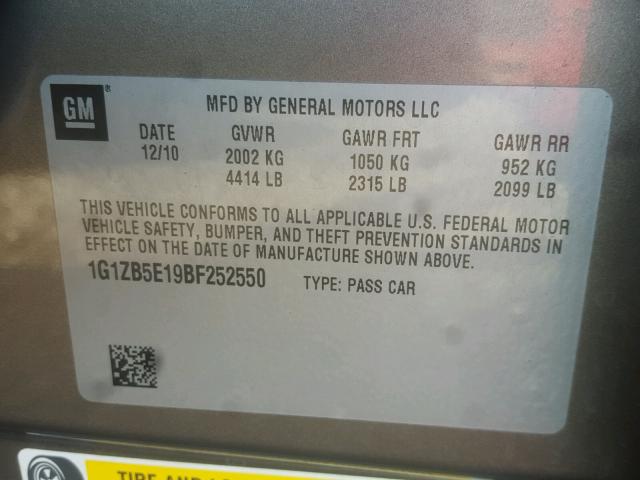 GM ®
MFD BY GENERAL MOTORS LLC
DATE GVWR GAWR FRT GAWR RR
12/10 2002 KG 1050 KG 952 KG
4414 LB 2315 LB 2099 LB
THIS VEHICLE CONFORMS TO ALL APPLICABLE U.S. FEDERAL MOTOR
VEHICLE SAFETY, BUMPER, AND THEFT PREVENTION STANDARDS IN
EFFECT ON THE DATE OF MANUFACTURE SHOWN ABOVE.
1G1ZB5E19BF252550 TYPE: PASS CAR
TIRE AND